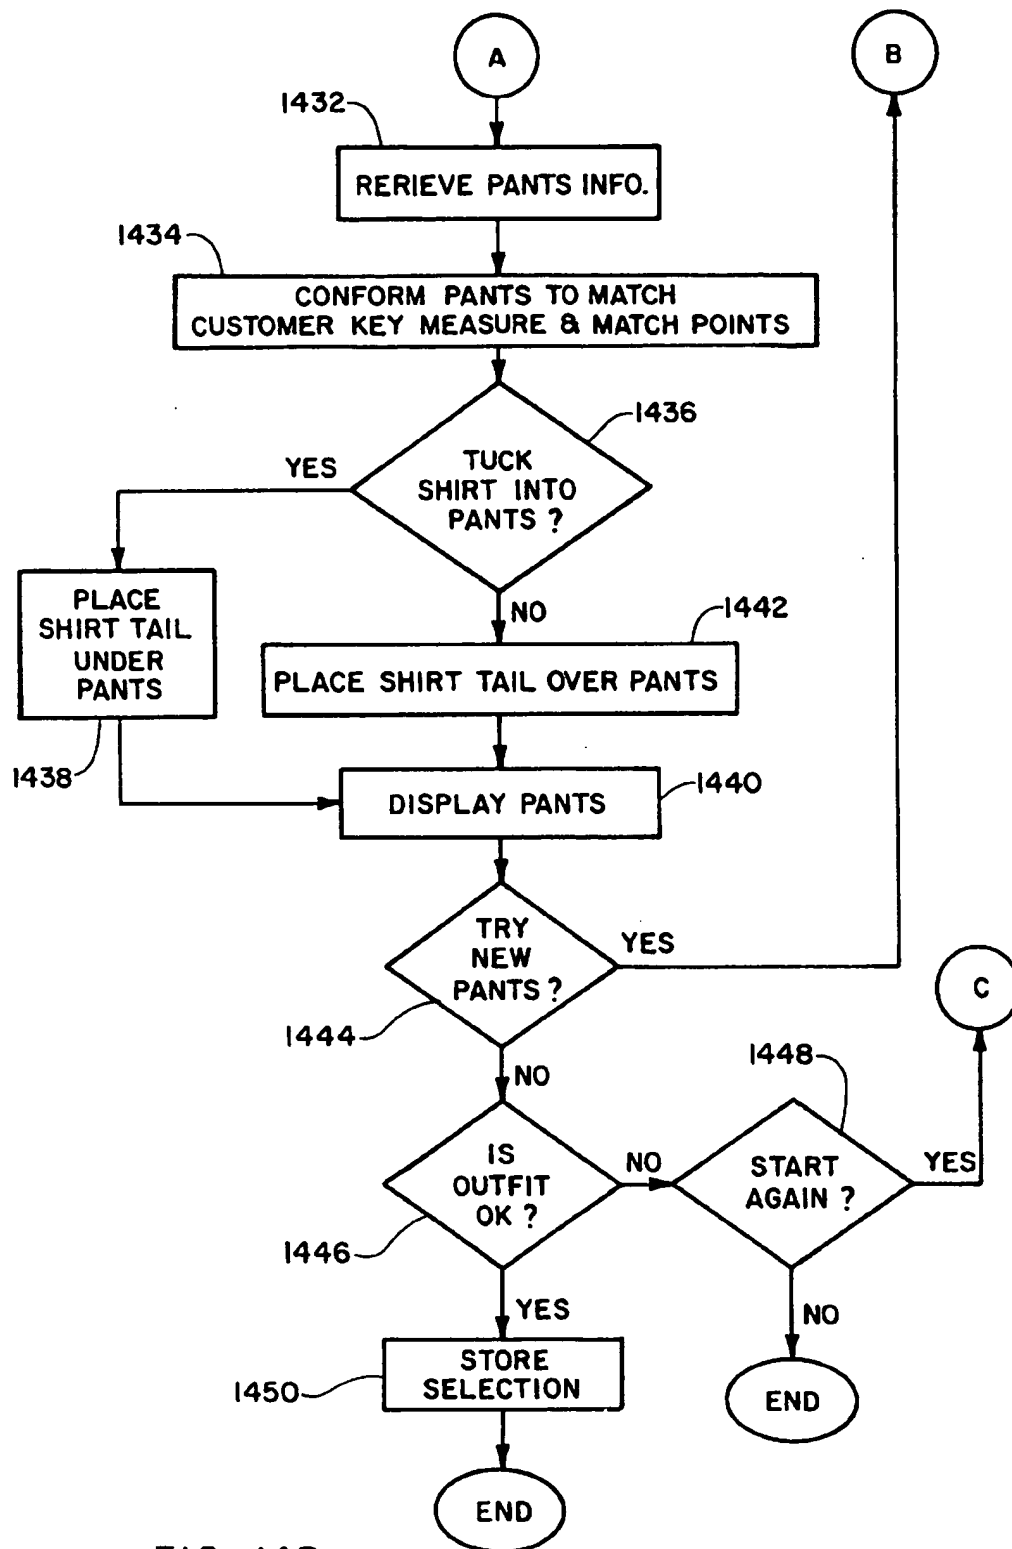 A
B
1432
RERIEVE PANTS INFO.
1434
CONFORM PANTS TO MATCH
CUSTOMER KEY MEASURE & MATCH POINTS
1436
YES
TUCK
SHIRT INTO
PANTS ?
NO
1442
PLACE
SHIRT TAIL
UNDER
PANTS
PLACE SHIRT TAIL OVER PANTS
1438
1440
DISPLAY PANTS
TRY
NEW
PANTS ?
YES
1444
C
NO
1448
IS
OUTFIT
OK ?
NO
START
AGAIN ?
YES
1446
YES
NO
STORE
SELECTION
1450
END
END